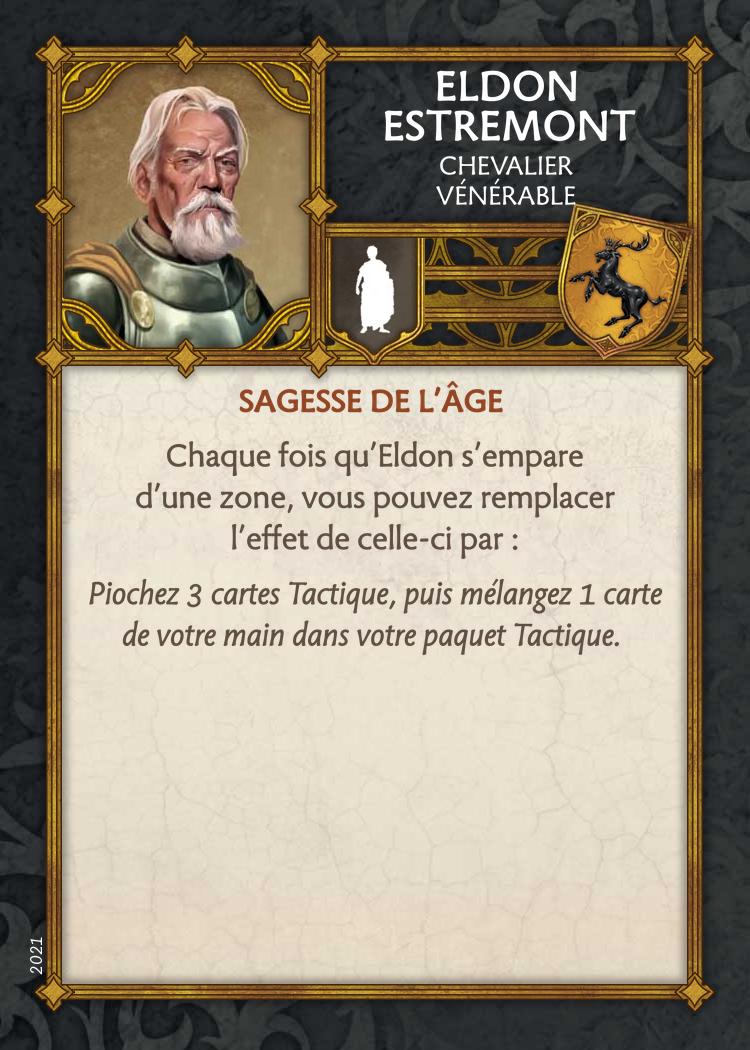 ELDON
ESTREMONT
CHEVALIER
VÉNÉRABLE
SAGESSE DE L’ÂGE
Chaque fois qu’Eldon s’empare
d’une zone, vous pouvez remplacer
l’effet de celle-ci par :
Piochez 3 cartes Tactique, puis mélangez 1 carte
de votre main dans votre paquet Tactique.
2021